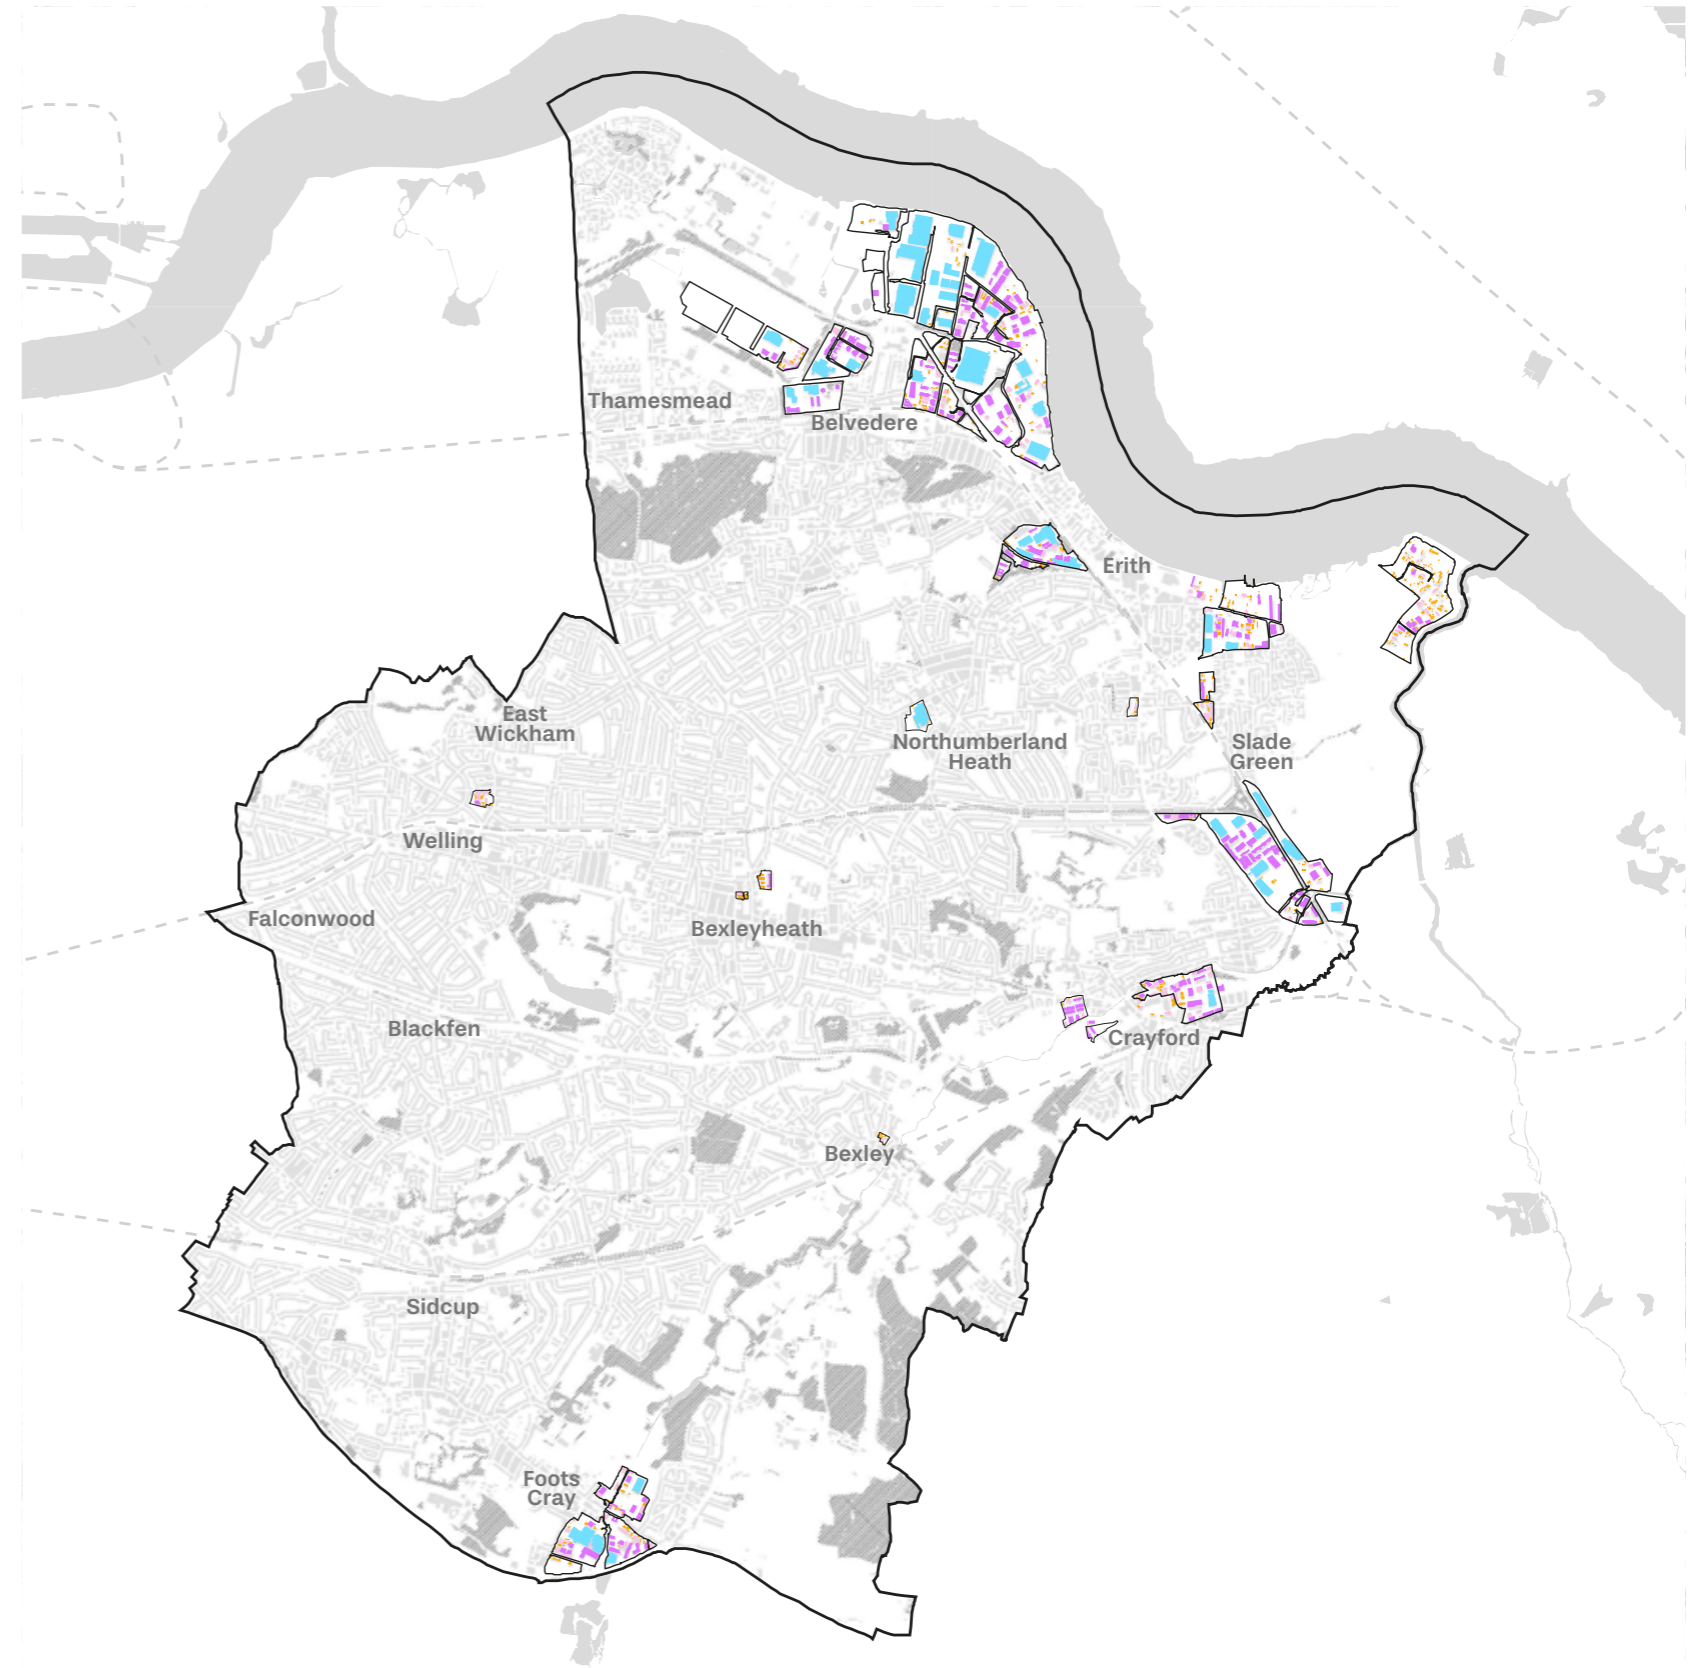 Thamesmead
Belvedere
Erith
East
Wickham
Northumberland
Heath
Slade
Green
Welling
Falconwood
Bexleyheath
Blackfen
Crayford
Bexley
Sidcup
Foots
Cray